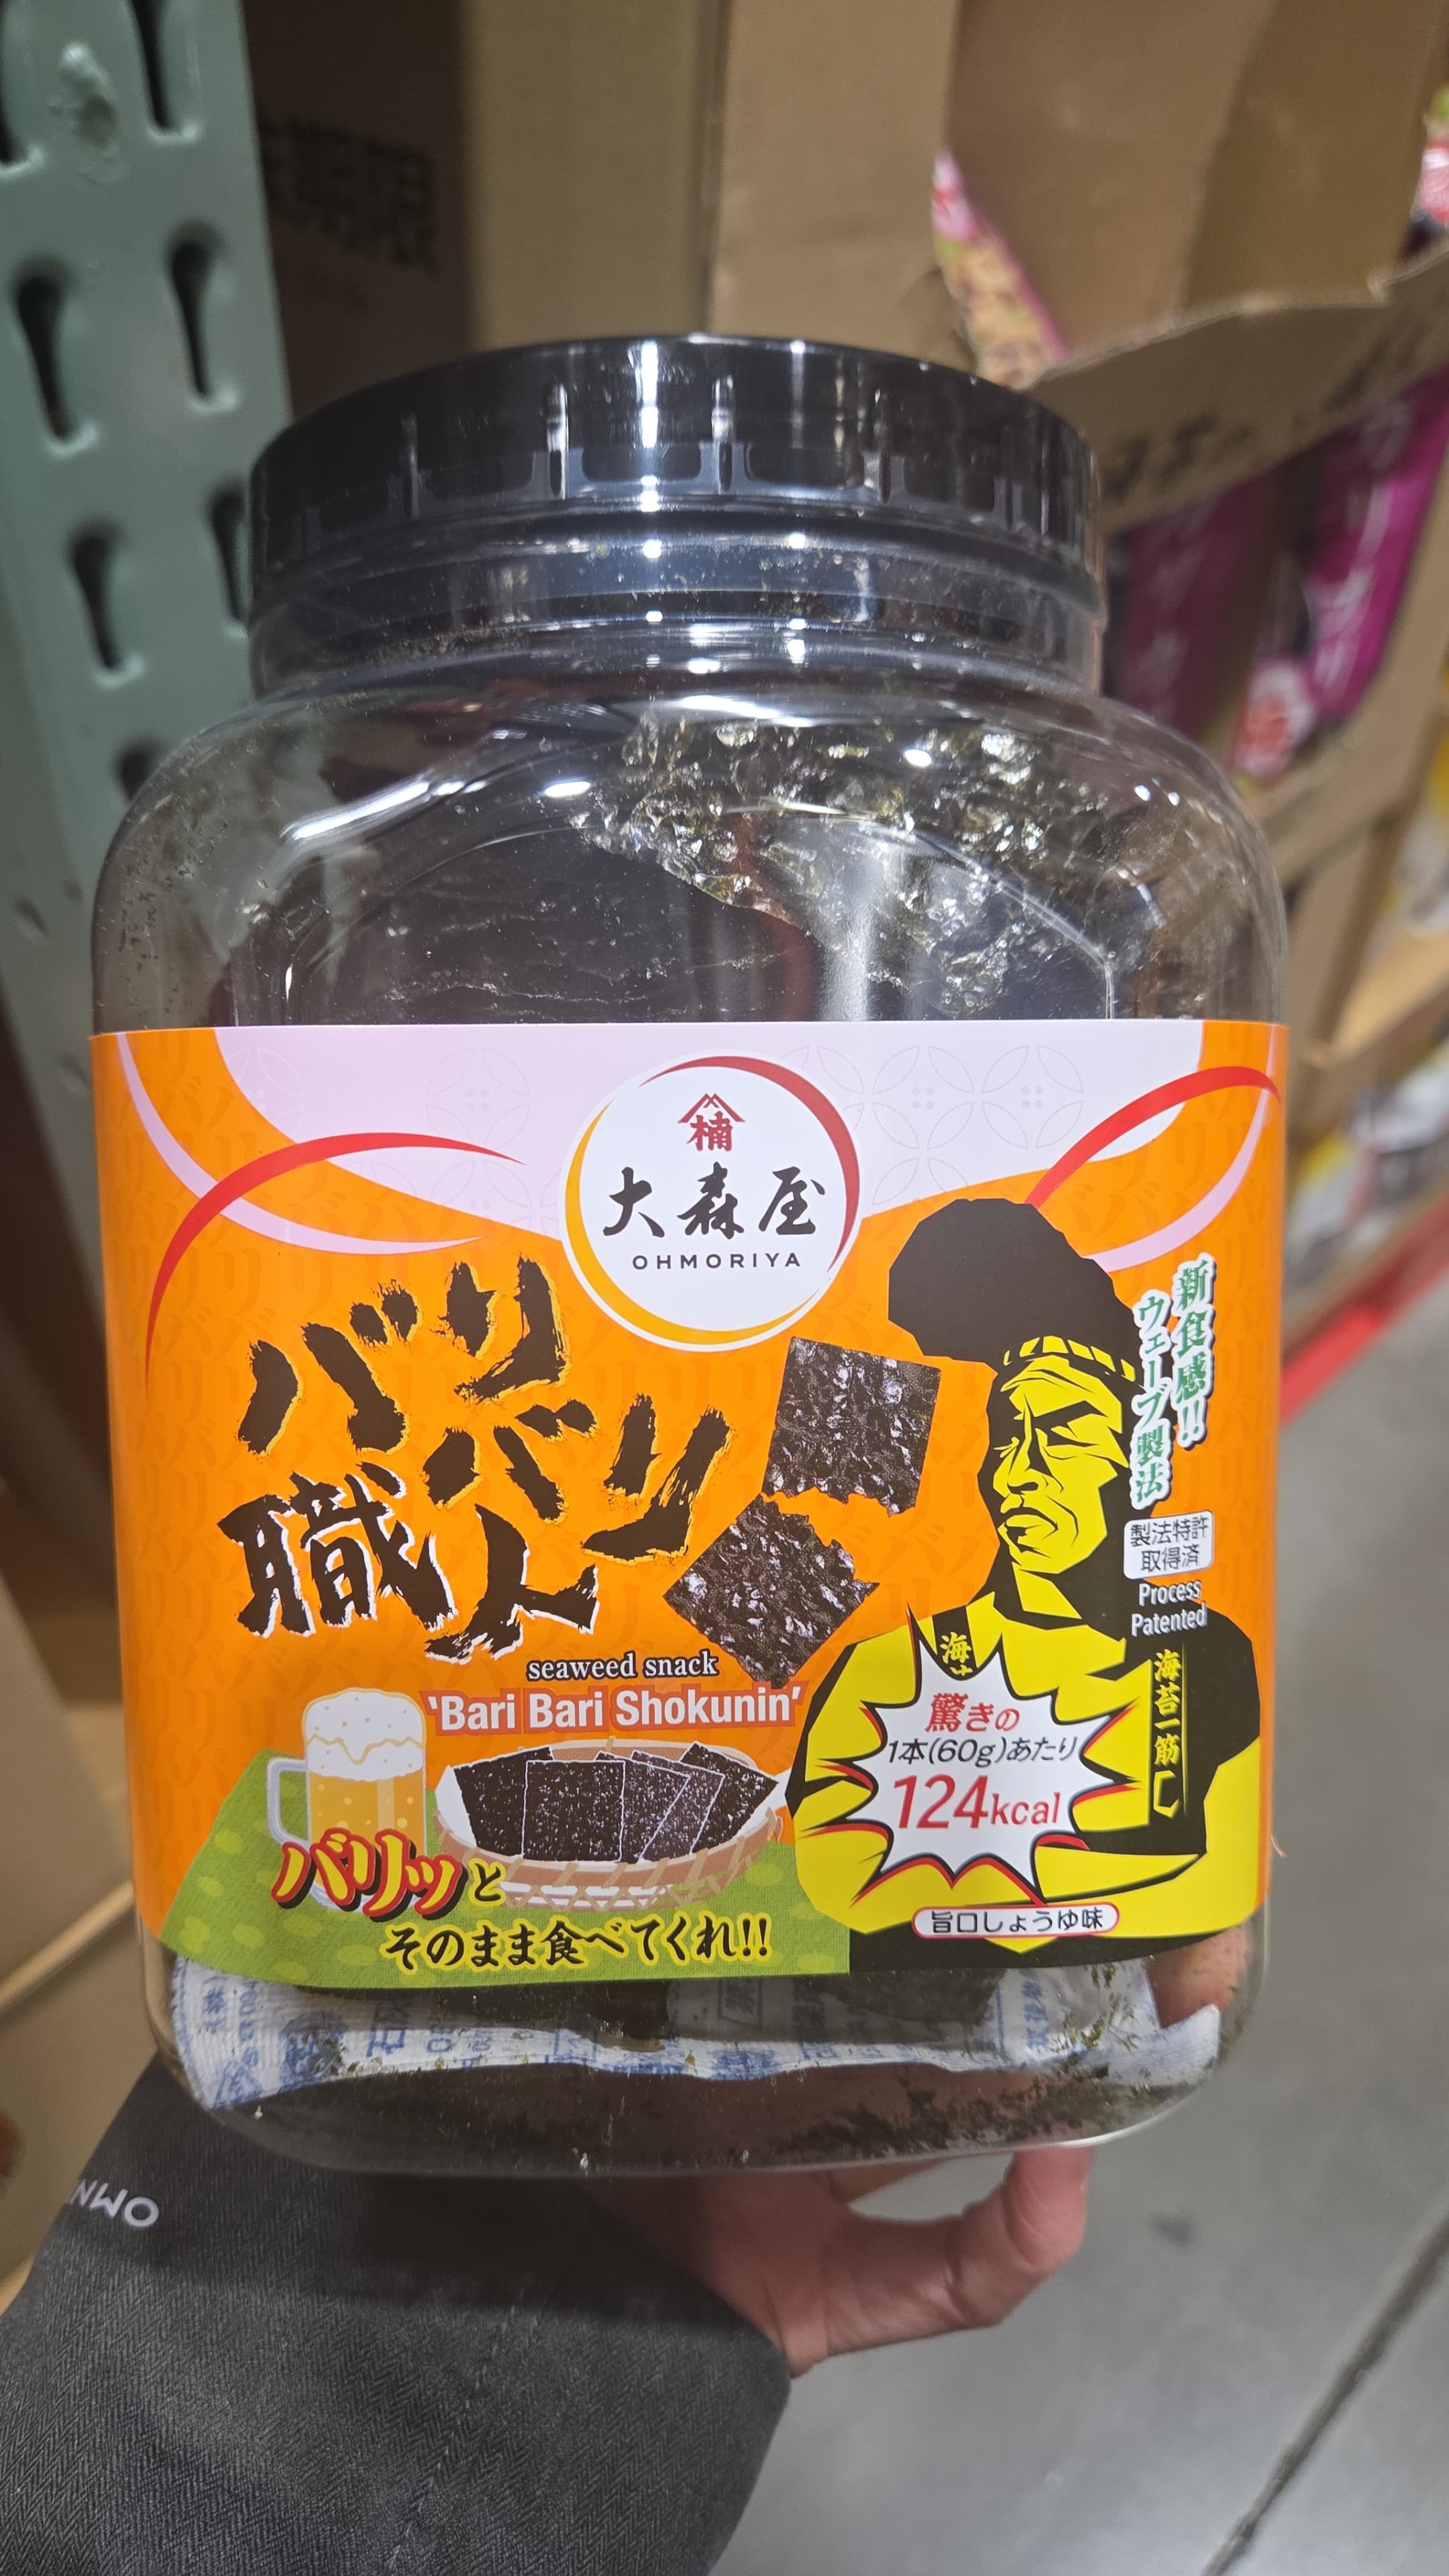 楠
大森屋
OHMORIYA
バリ
バリ
職人
seaweed snack
'Bari Bari Shokunin'
新食感!!
ウェーブ製法
製法特許
取得済
Process
Patented
海苔一筋
驚きの
1本(60g)あたり
124kcal
旨口しょうゆ味
バリッと
そのまま食べてくれ!!
OMN